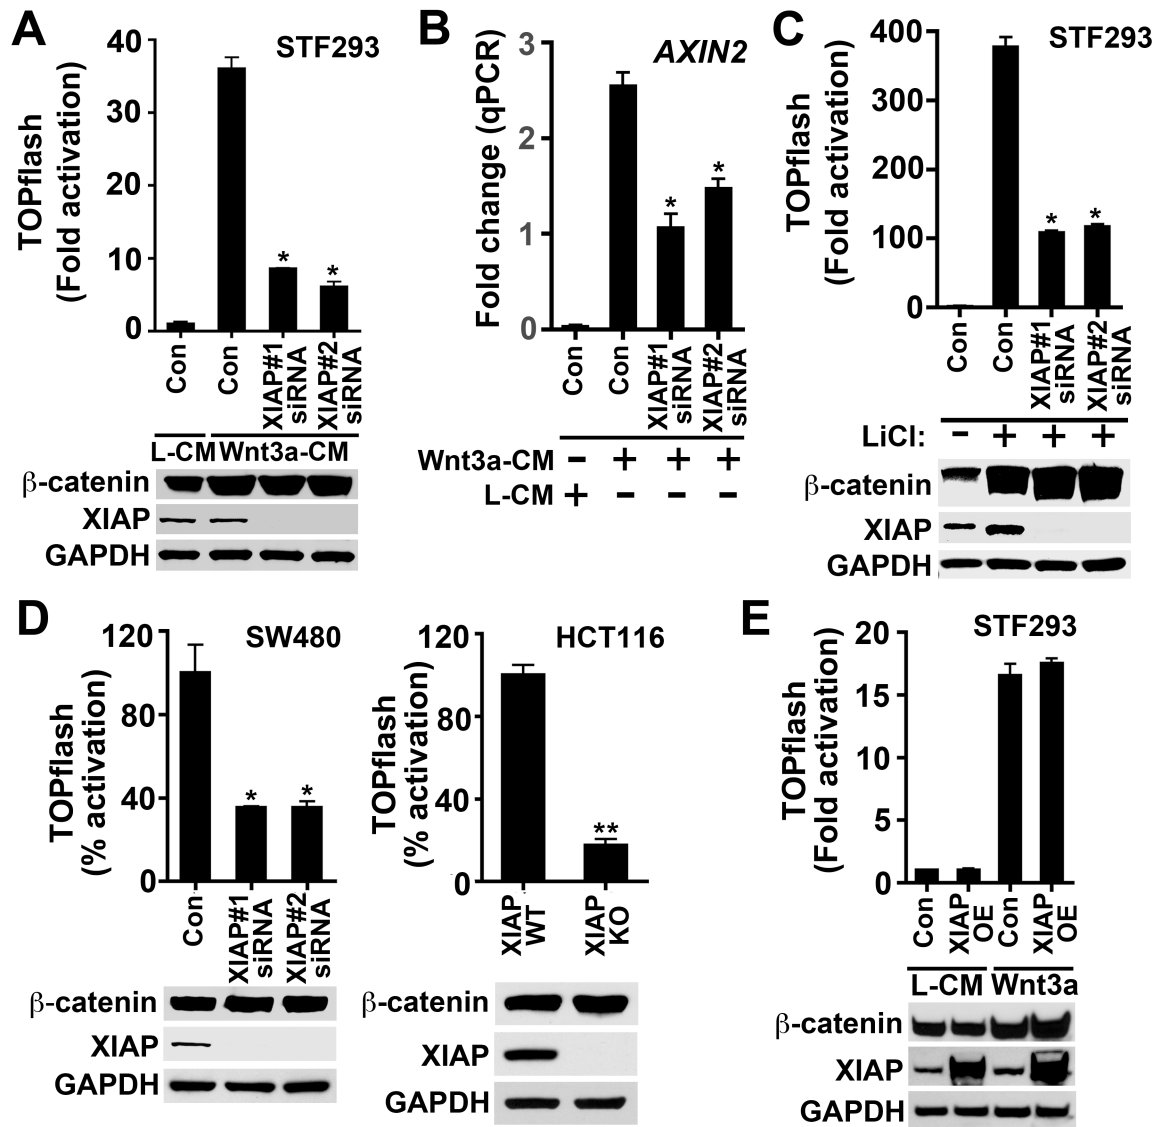 A
STF293
TOPflash
(Fold activation)
40
30
20
10
0
*
*
Con
Con
XIAP#1
siRNA
XIAP#2
siRNA
L-CM Wnt3a-CM
β-catenin
XIAP
GAPDH
B
AXIN2
Fold change (qPCR)
3
2
1
0
*
*
Con
Con
XIAP#1
siRNA
XIAP#2
siRNA
Wnt3a-CM − + + +
L-CM + − − −
C
STF293
TOPflash
(Fold activation)
400
300
200
100
0
*
*
Con
Con
XIAP#1
siRNA
XIAP#2
siRNA
LiCl: − + + +
β-catenin
XIAP
GAPDH
D
SW480
TOPflash
(% activation)
120
80
40
0
*
*
Con
XIAP#1
siRNA
XIAP#2
siRNA
β-catenin
XIAP
GAPDH
HCT116
TOPflash
(% activation)
120
80
40
0
**
XIAP
WT
XIAP
KO
β-catenin
XIAP
GAPDH
E
STF293
TOPflash
(Fold activation)
20
15
10
5
0
Con
XIAP
OE
Con
XIAP
OE
L-CM Wnt3a
β-catenin
XIAP
GAPDH